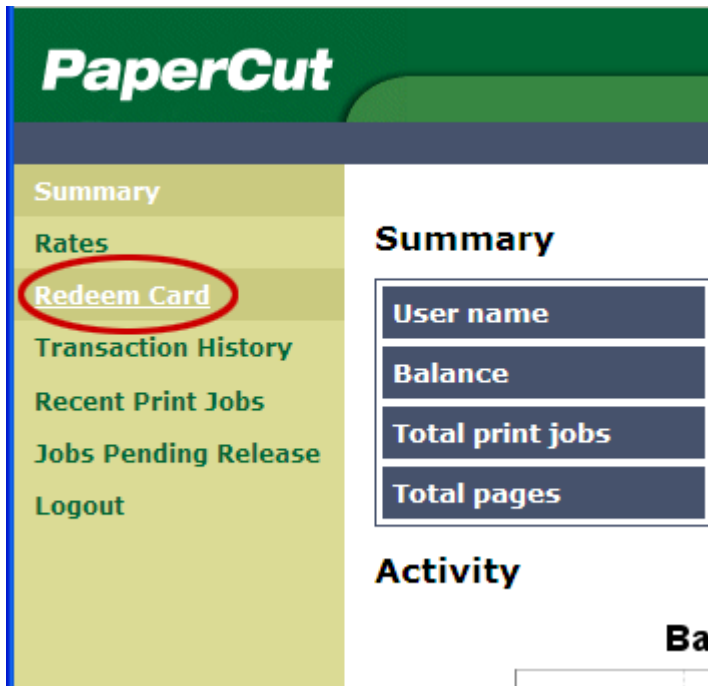 PaperCut
Summary
Rates
Redeem Card
Transaction History
Recent Print Jobs
Jobs Pending Release
Logout
Summary
User name
Balance
Total print jobs
Total pages
Activity
Ba